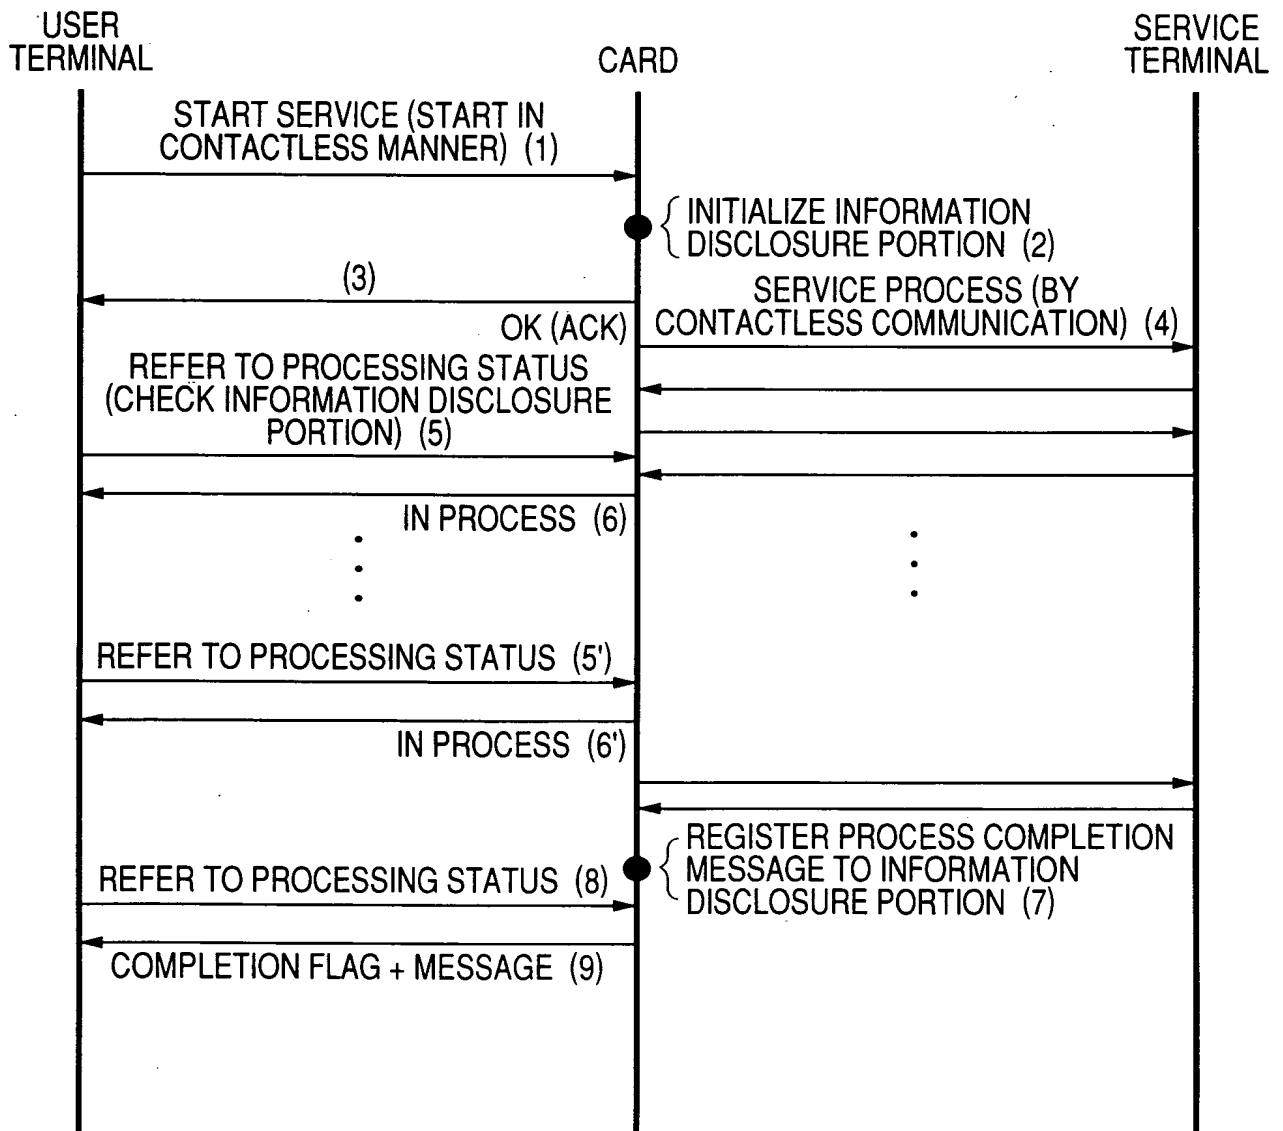 USER
TERMINAL
CARD
SERVICE
TERMINAL
START SERVICE (START IN
CONTACTLESS MANNER) (1)
INITIALIZE INFORMATION
DISCLOSURE PORTION (2)
(3)
OK (ACK)
SERVICE PROCESS (BY
CONTACTLESS COMMUNICATION) (4)
REFER TO PROCESSING STATUS
(CHECK INFORMATION DISCLOSURE
PORTION) (5)
IN PROCESS (6)
REFER TO PROCESSING STATUS (5')
IN PROCESS (6')
REGISTER PROCESS COMPLETION
MESSAGE TO INFORMATION
DISCLOSURE PORTION (7)
REFER TO PROCESSING STATUS (8)
COMPLETION FLAG + MESSAGE (9)